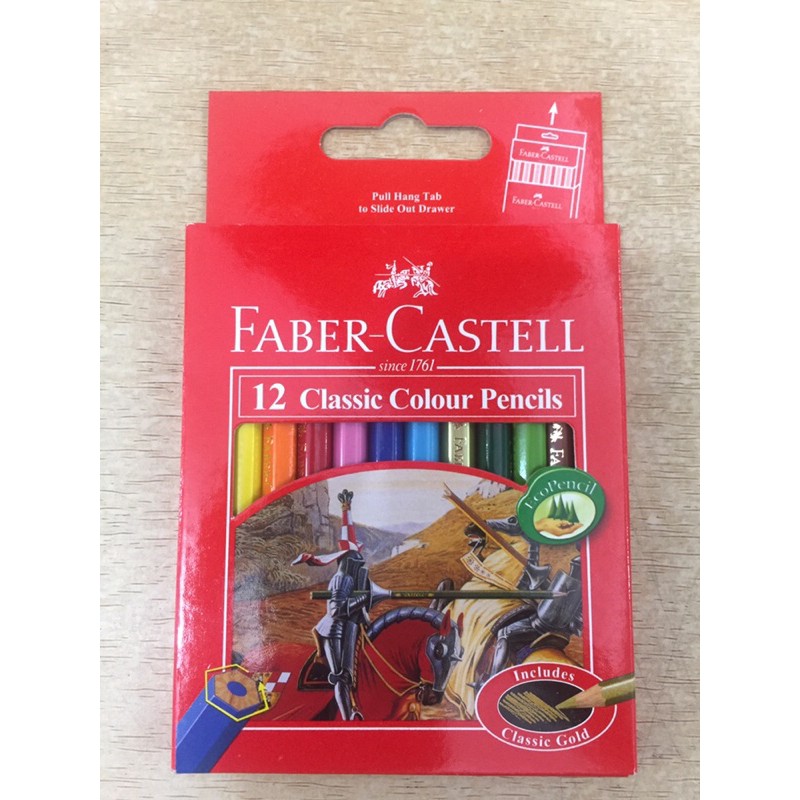 FABER-CASTELL
FABER-CASTELL
Pull Hang Tab
to Slide Out Drawer
FABER-CASTELL
since 1761
12 Classic Colour Pencils
EcoPencil
Includes
Classic Gold